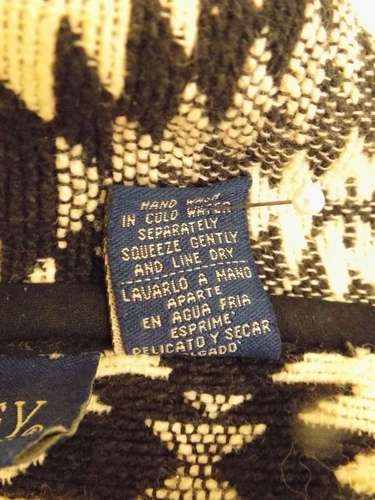 HAND WASH
IN COLD WATER
SEPARATELY
SQUEEZE GENTLY
AND LINE DRY
LAVARLO A MANO
APARTE
EN AGUA FRIA
ESPRIME
DELICATO Y SECAR